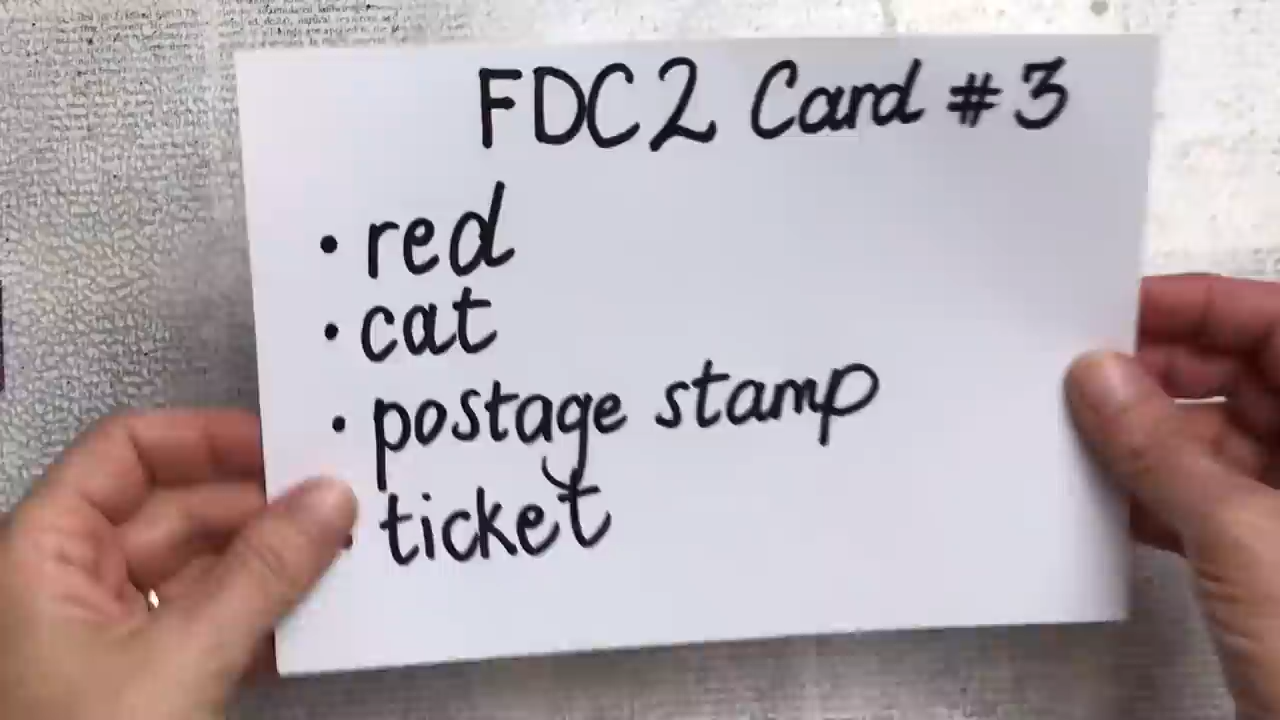 FDC2 Card #3
• red
• cat
• postage stamp
• ticket